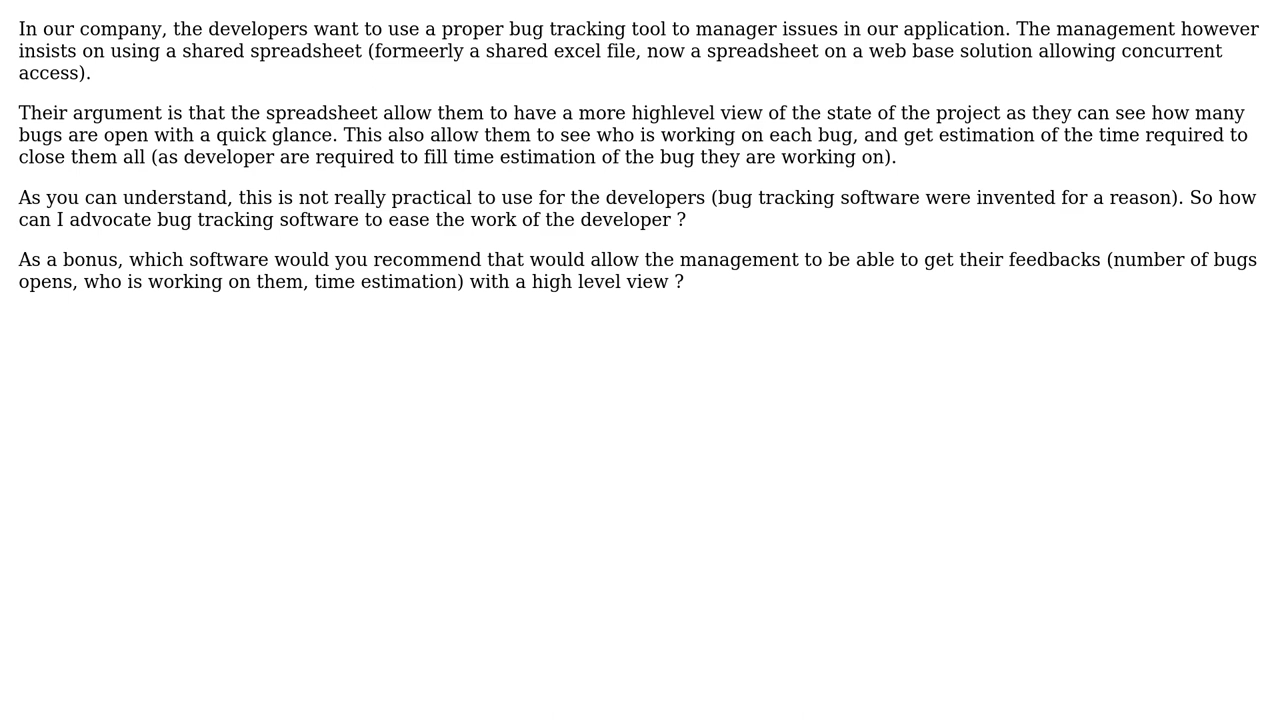 In our company, the developers want to use a proper bug tracking tool to manager issues in our application. The management however
insists on using a shared spreadsheet (formeerly a shared excel file, now a spreadsheet on a web base solution allowing concurrent
access).
Their argument is that the spreadsheet allow them to have a more highlevel view of the state of the project as they can see how many
bugs are open with a quick glance. This also allow them to see who is working on each bug, and get estimation of the time required to
close them all (as developer are required to fill time estimation of the bug they are working on).
As you can understand, this is not really practical to use for the developers (bug tracking software were invented for a reason). So how
can I advocate bug tracking software to ease the work of the developer ?
As a bonus, which software would you recommend that would allow the management to be able to get their feedbacks (number of bugs
opens, who is working on them, time estimation) with a high level view ?